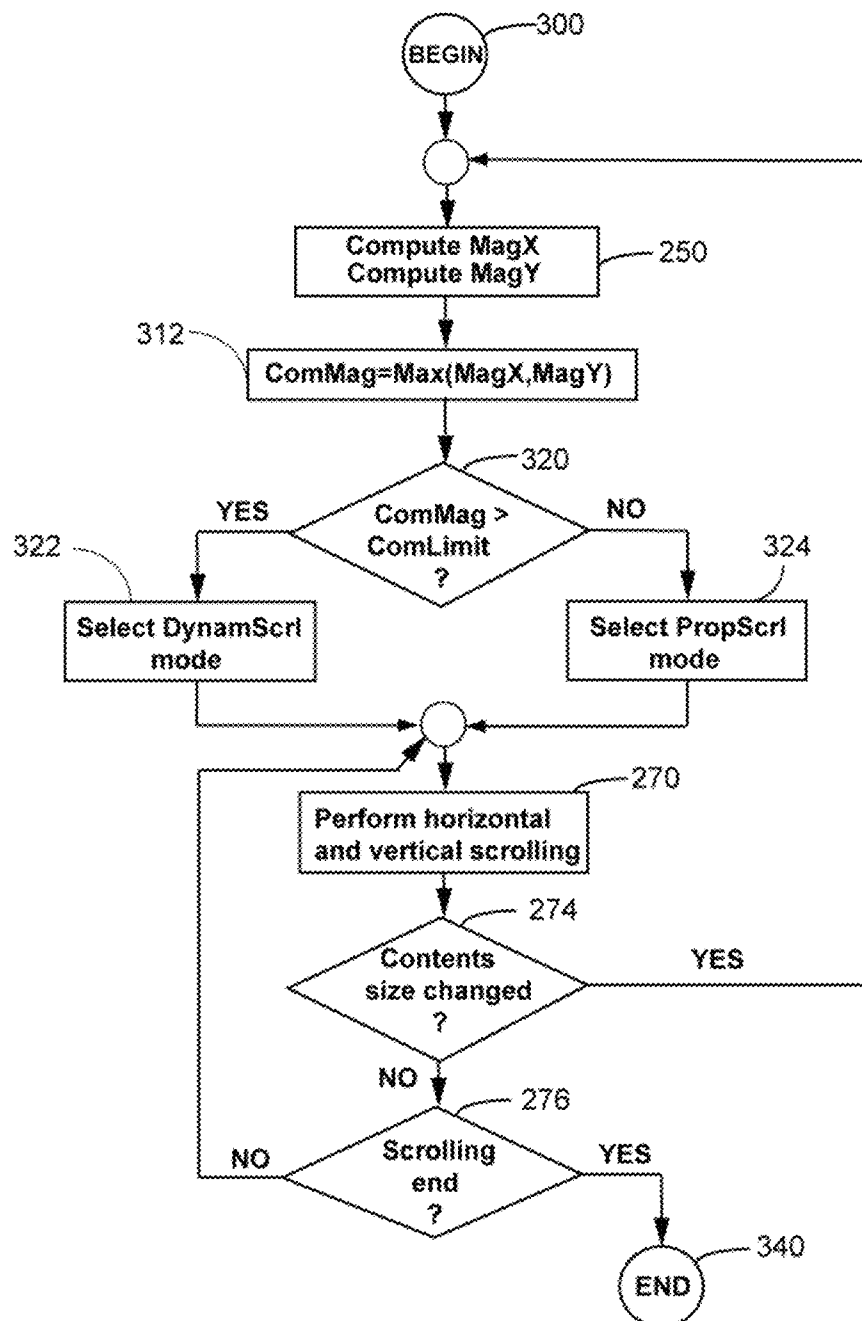 300
BEGIN
Compute MagX
Compute MagY
250
312
ComMag=Max(MagX,MagY)
320
YES
ComMag >
ComLimit
?
NO
322
324
Select DynamScrl
mode
Select PropScrl
mode
270
Perform horizontal
and vertical scrolling
274
Contents
size changed
?
YES
NO
276
NO
Scrolling
end
?
YES
340
END